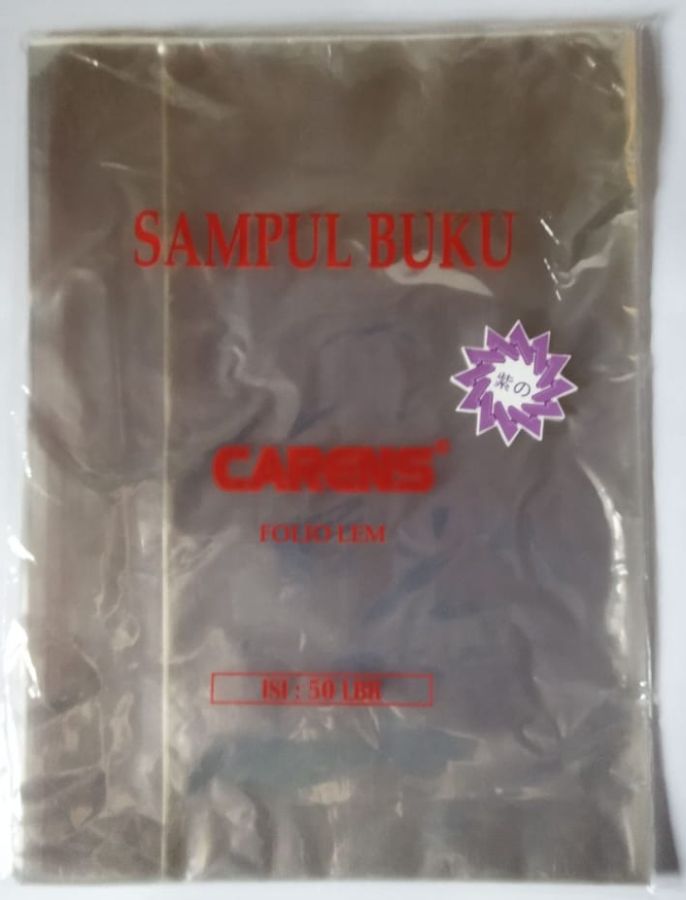 SAMPUL BUKU
紫の
CARENS®
FOLIO LEM
ISI : 50 LBR